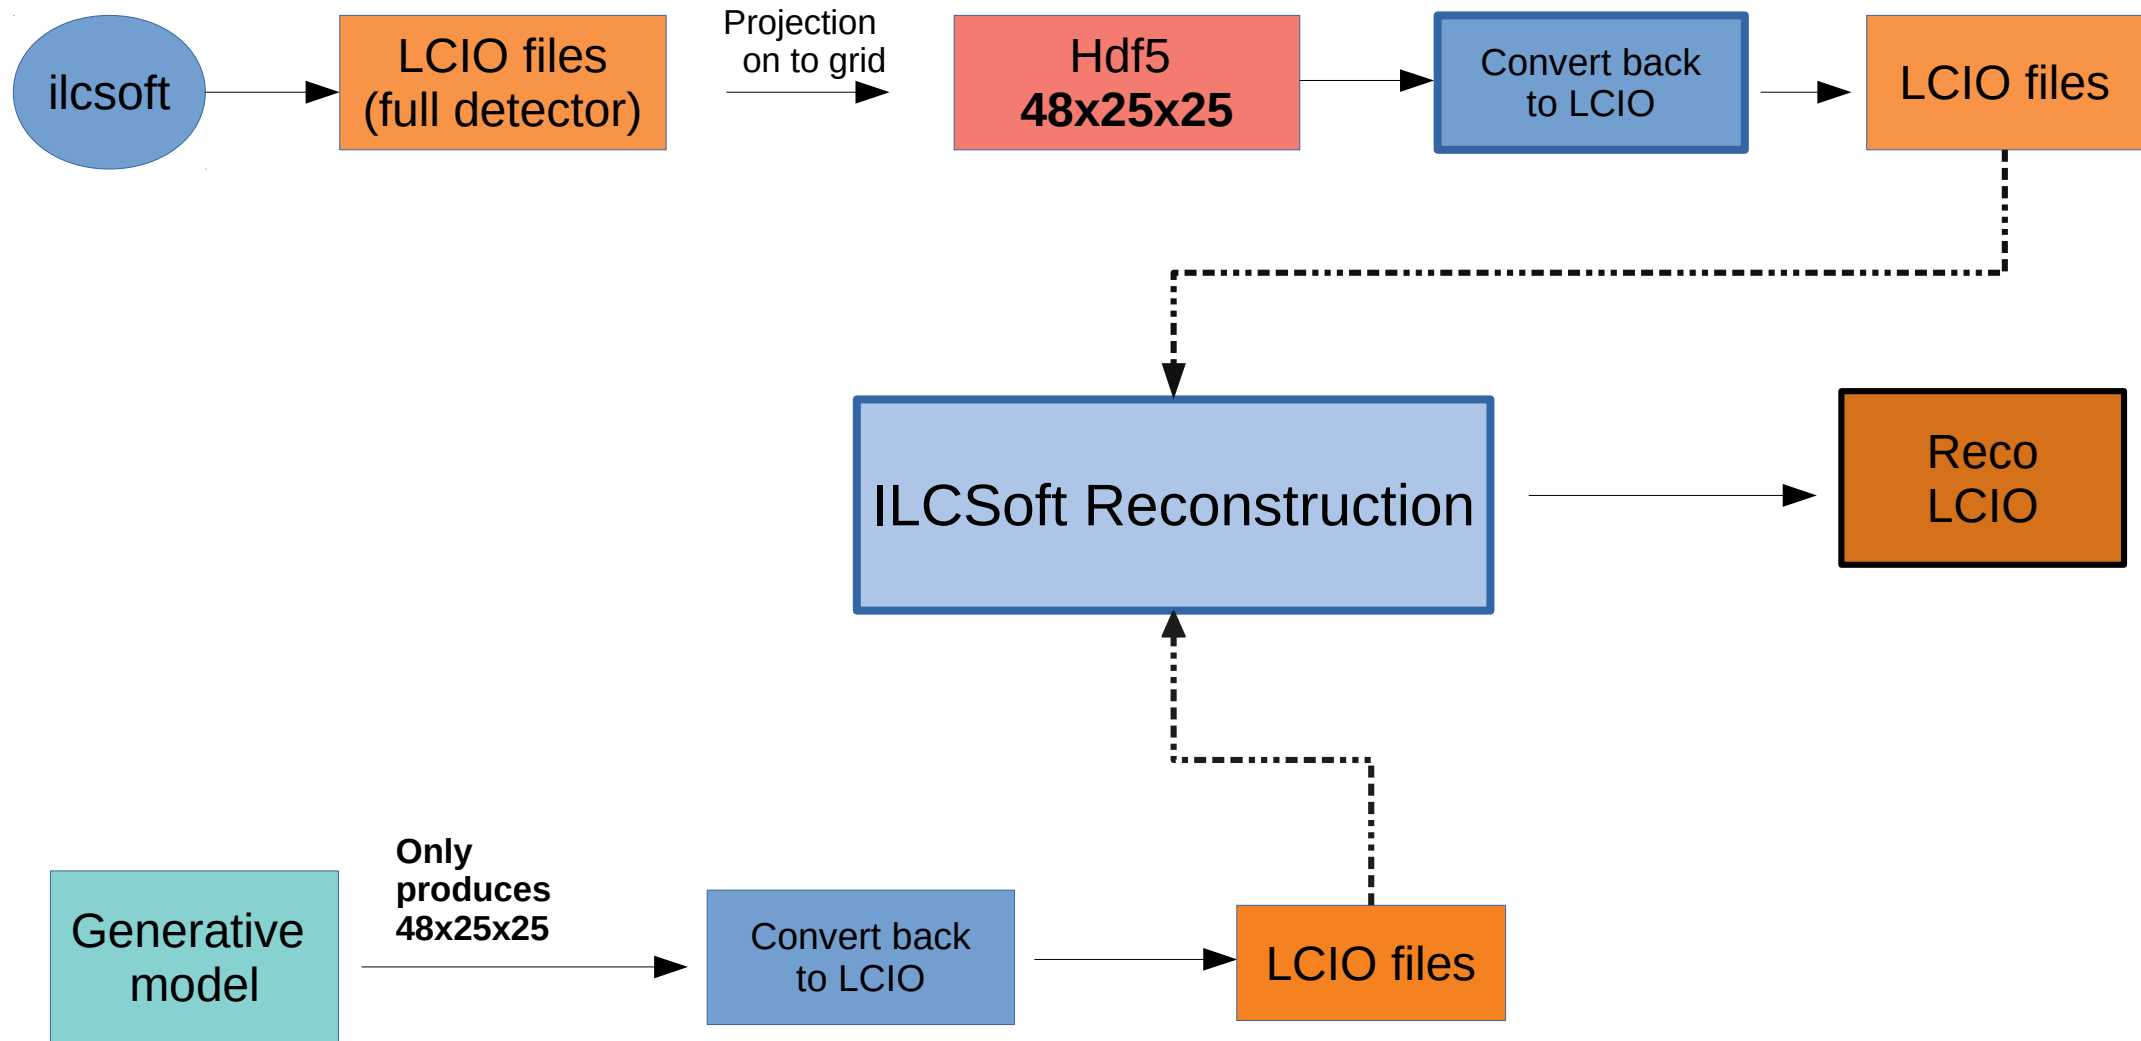 ilcsoft
LCIO files
(full detector)
Projection
on to grid
Hdf5
48x25x25
Convert back
to LCIO
LCIO files
ILCSoft Reconstruction
Reco
LCIO
Generative
model
Only
produces
48x25x25
Convert back
to LCIO
LCIO files